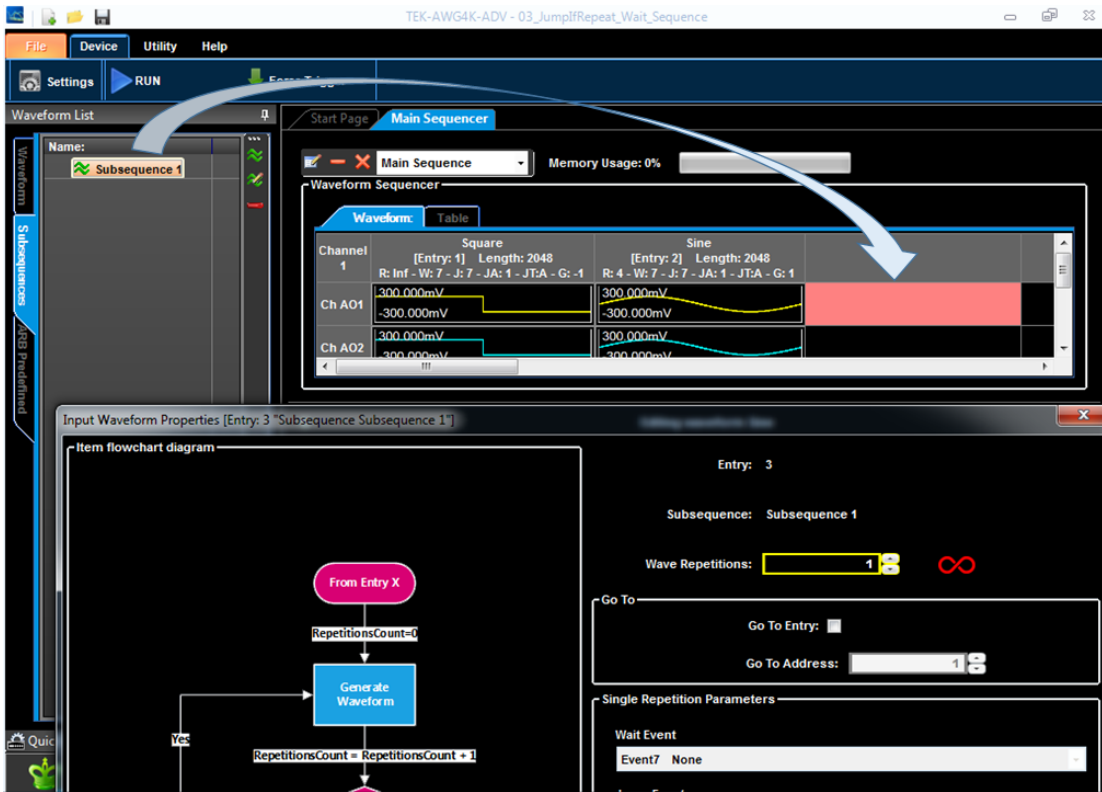 TEK-AWG4K-ADV - 03_JumpIfRepeat_Wait_Sequence
File Device Utility Help
Settings RUN
Waveform List
Start Page Main Sequencer
Name:
Subsequence 1
Waveform
Subsequences
ARB Predefined
Main Sequence Memory Usage: 0%
Waveform Sequencer
Waveform: Table
Channel 1
Square
[Entry: 1] Length: 2048
R: Inf - W: 7 - J: 7 - JA: 1 - JT:A - G: -1
Sine
[Entry: 2] Length: 2048
R: 4 - W: 7 - J: 7 - JA: 1 - JT:A - G: 1
Ch AO1
300.000mV
-300.000mV
300.000mV
-300.000mV
Ch AO2
300.000mV
-300.000mV
300.000mV
-300.000mV
Input Waveform Properties [Entry: 3 "Subsequence Subsequence 1"]
Item flowchart diagram
From Entry X
RepetitionsCount=0
Generate
Waveform
Yes
RepetitionsCount = RepetitionsCount + 1
Entry: 3
Subsequence: Subsequence 1
Wave Repetitions: 1
Go To
Go To Entry:
Go To Address: 1
Single Repetition Parameters
Wait Event
Event7 None